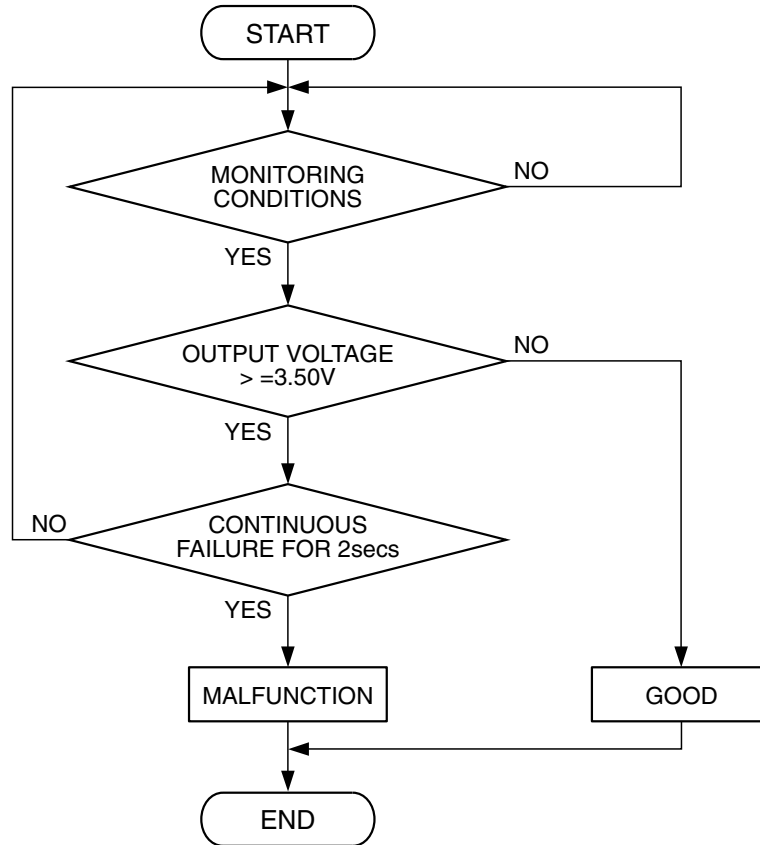 START
MONITORING
CONDITIONS
NO
YES
OUTPUT VOLTAGE
> =3.50V
NO
YES
CONTINUOUS
FAILURE FOR 2secs
NO
YES
MALFUNCTION
GOOD
END